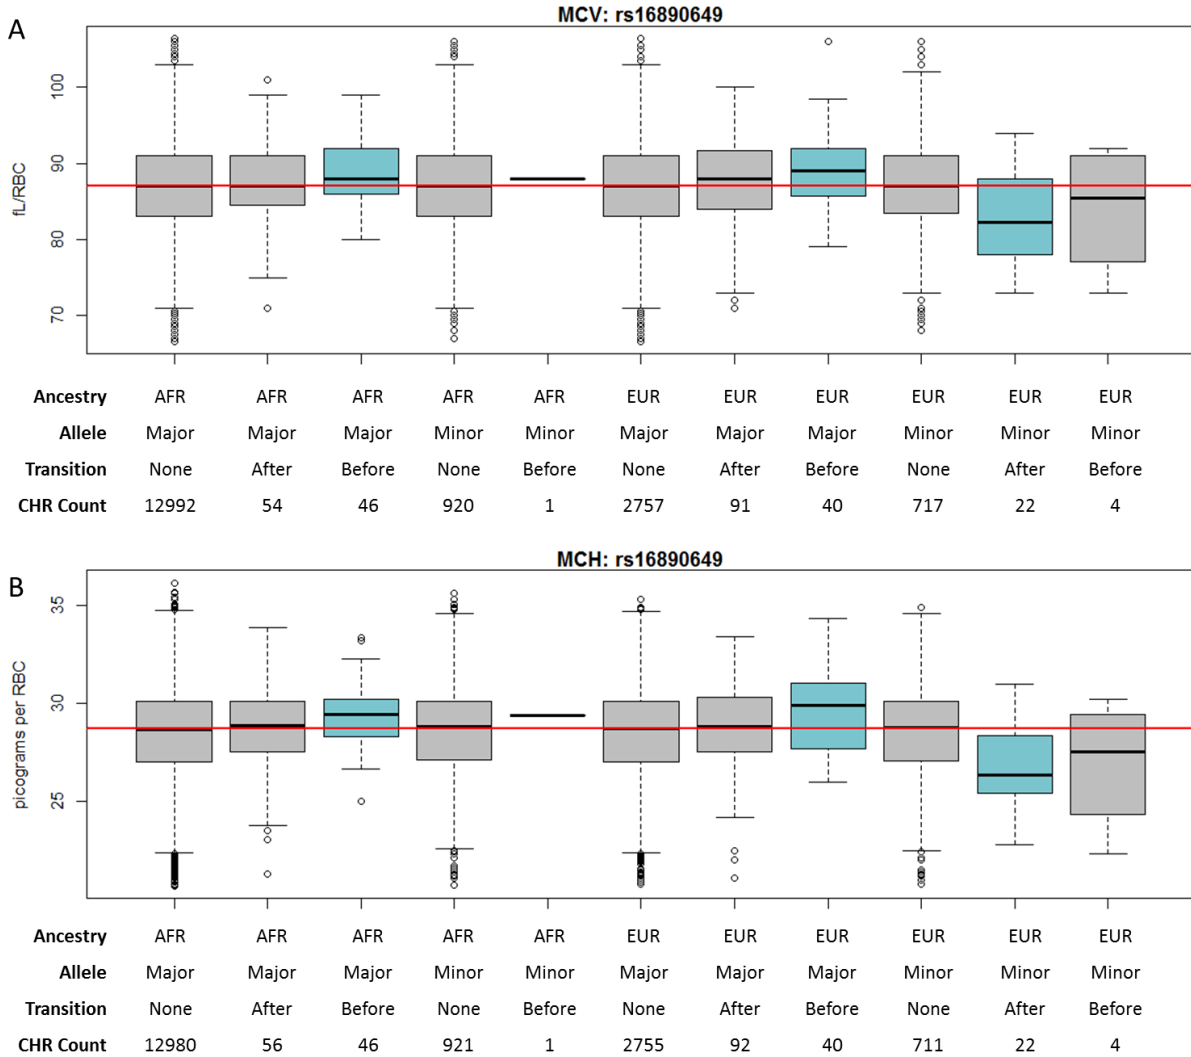 A
MCV: rs16890649
fL/RBC
100
90
80
70
Ancestry AFR AFR AFR AFR AFR EUR EUR EUR EUR EUR EUR
Allele Major Major Major Minor Minor Major Major Major Minor Minor Minor
Transition None After Before None Before None After Before None After Before
CHR Count 12992 54 46 920 1 2757 91 40 717 22 4
B
MCH: rs16890649
picograms per RBC
35
30
25
Ancestry AFR AFR AFR AFR AFR EUR EUR EUR EUR EUR EUR
Allele Major Major Major Minor Minor Major Major Major Minor Minor Minor
Transition None After Before None Before None After Before None After Before
CHR Count 12980 56 46 921 1 2755 92 40 711 22 4